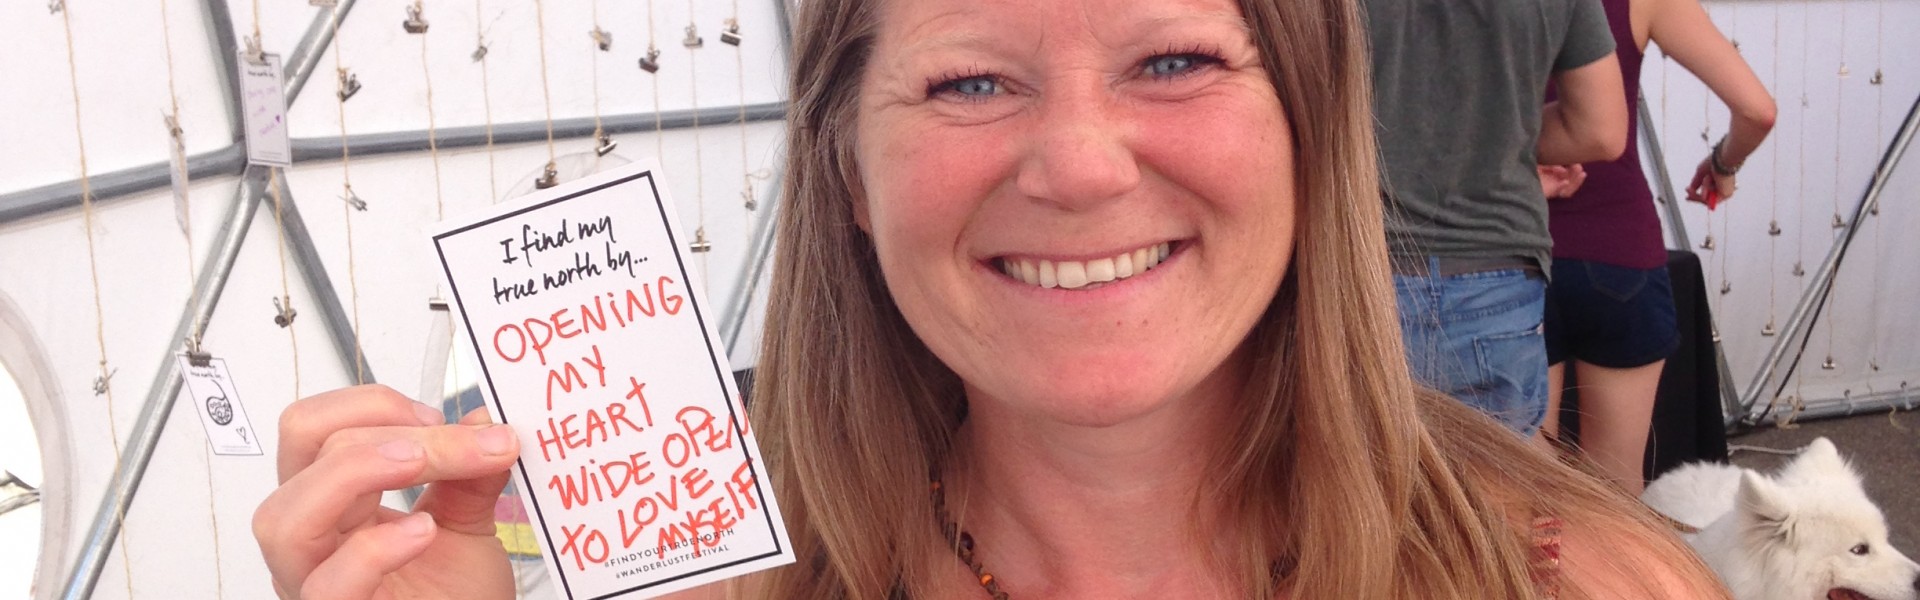 I find my
true north by...
OPENiNG
MY
HEART
WiDE OPEN
TO LOVE
MYSELF
#FINDYOURTRUENORTH
@WANDERLUSTFESTIVAL